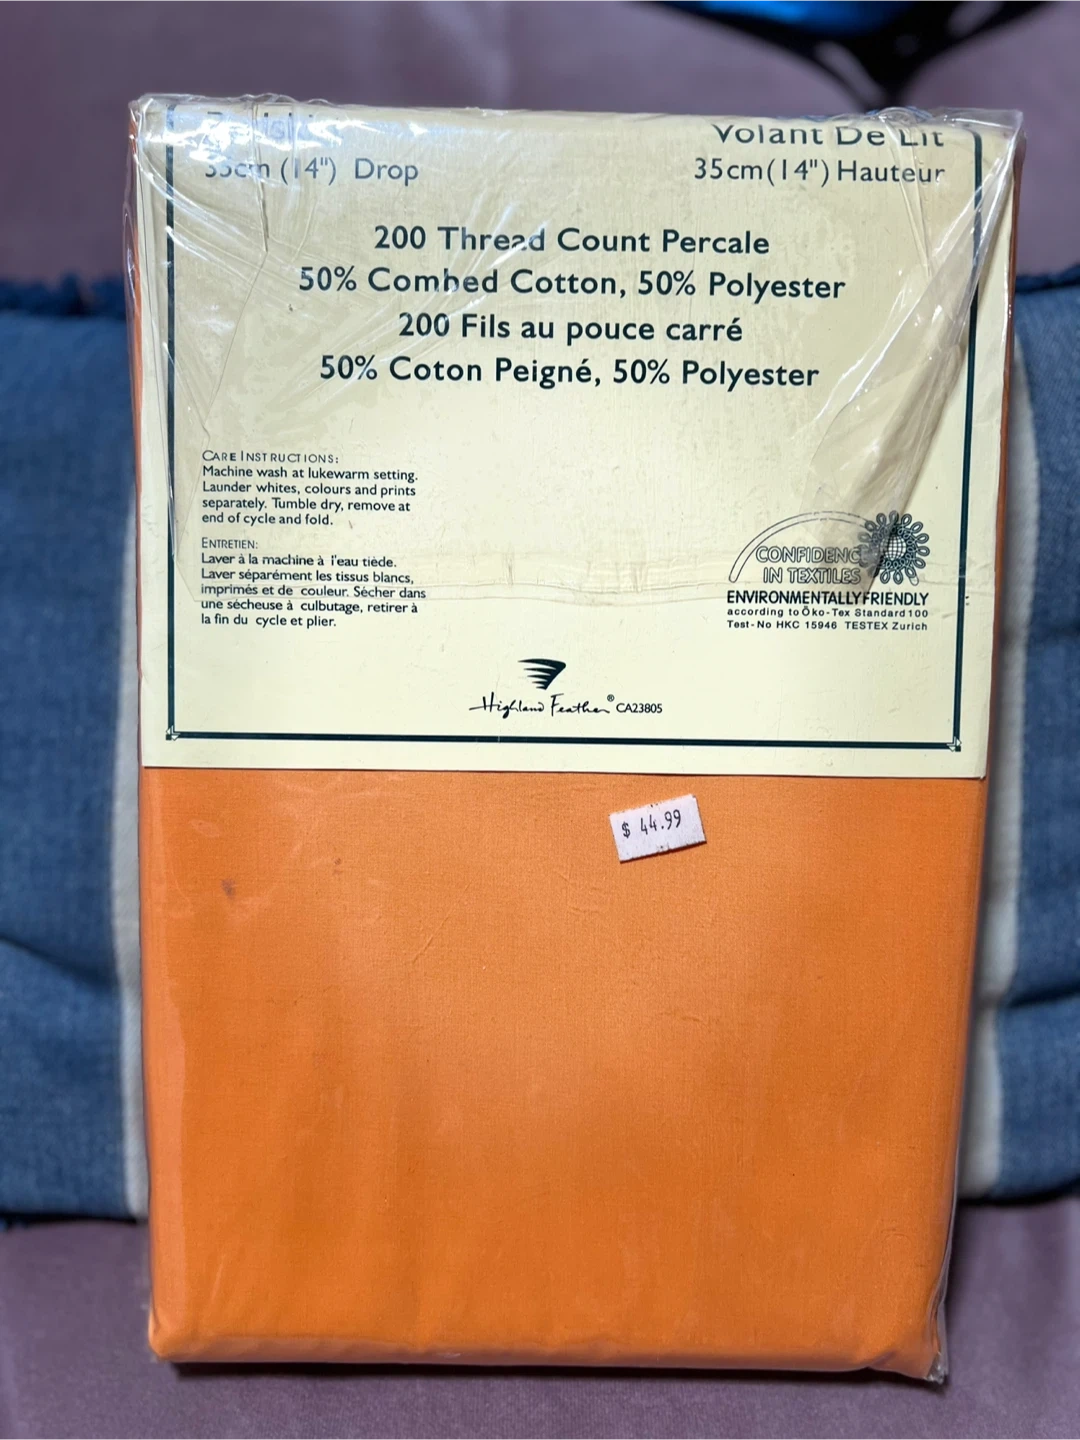 Volant De Lit
35cm (14") Drop
35cm(14") Hauteur
200 Thread Count Percale
50% Combed Cotton, 50% Polyester
200 Fils au pouce carré
50% Coton Peigné, 50% Polyester
CARE INSTRUCTIONS:
Machine wash at lukewarm setting.
Launder whites, colours and prints
separately. Tumble dry, remove at
end of cycle and fold.
ENTRETIEN:
Laver à la machine à l'eau tiède.
Laver séparément les tissus blancs,
imprimés et de couleur. Sécher dans
une sécheuse à culbutage, retirer à
la fin du cycle et plier.
CONFIDENC
IN TEXTILES
ENVIRONMENTALLY FRIENDLY
according to Öko-Tex Standard 100
Test-No HKC 15946 TESTEX Zurich
Highland Feather® CA23805
$ 44.99